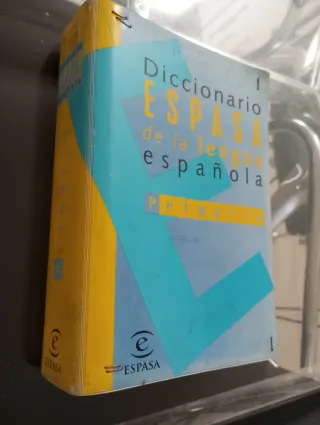 Diccionario
ESPASA
de la lengua
española
Primaria
e
ESPASA
e
ESPASA